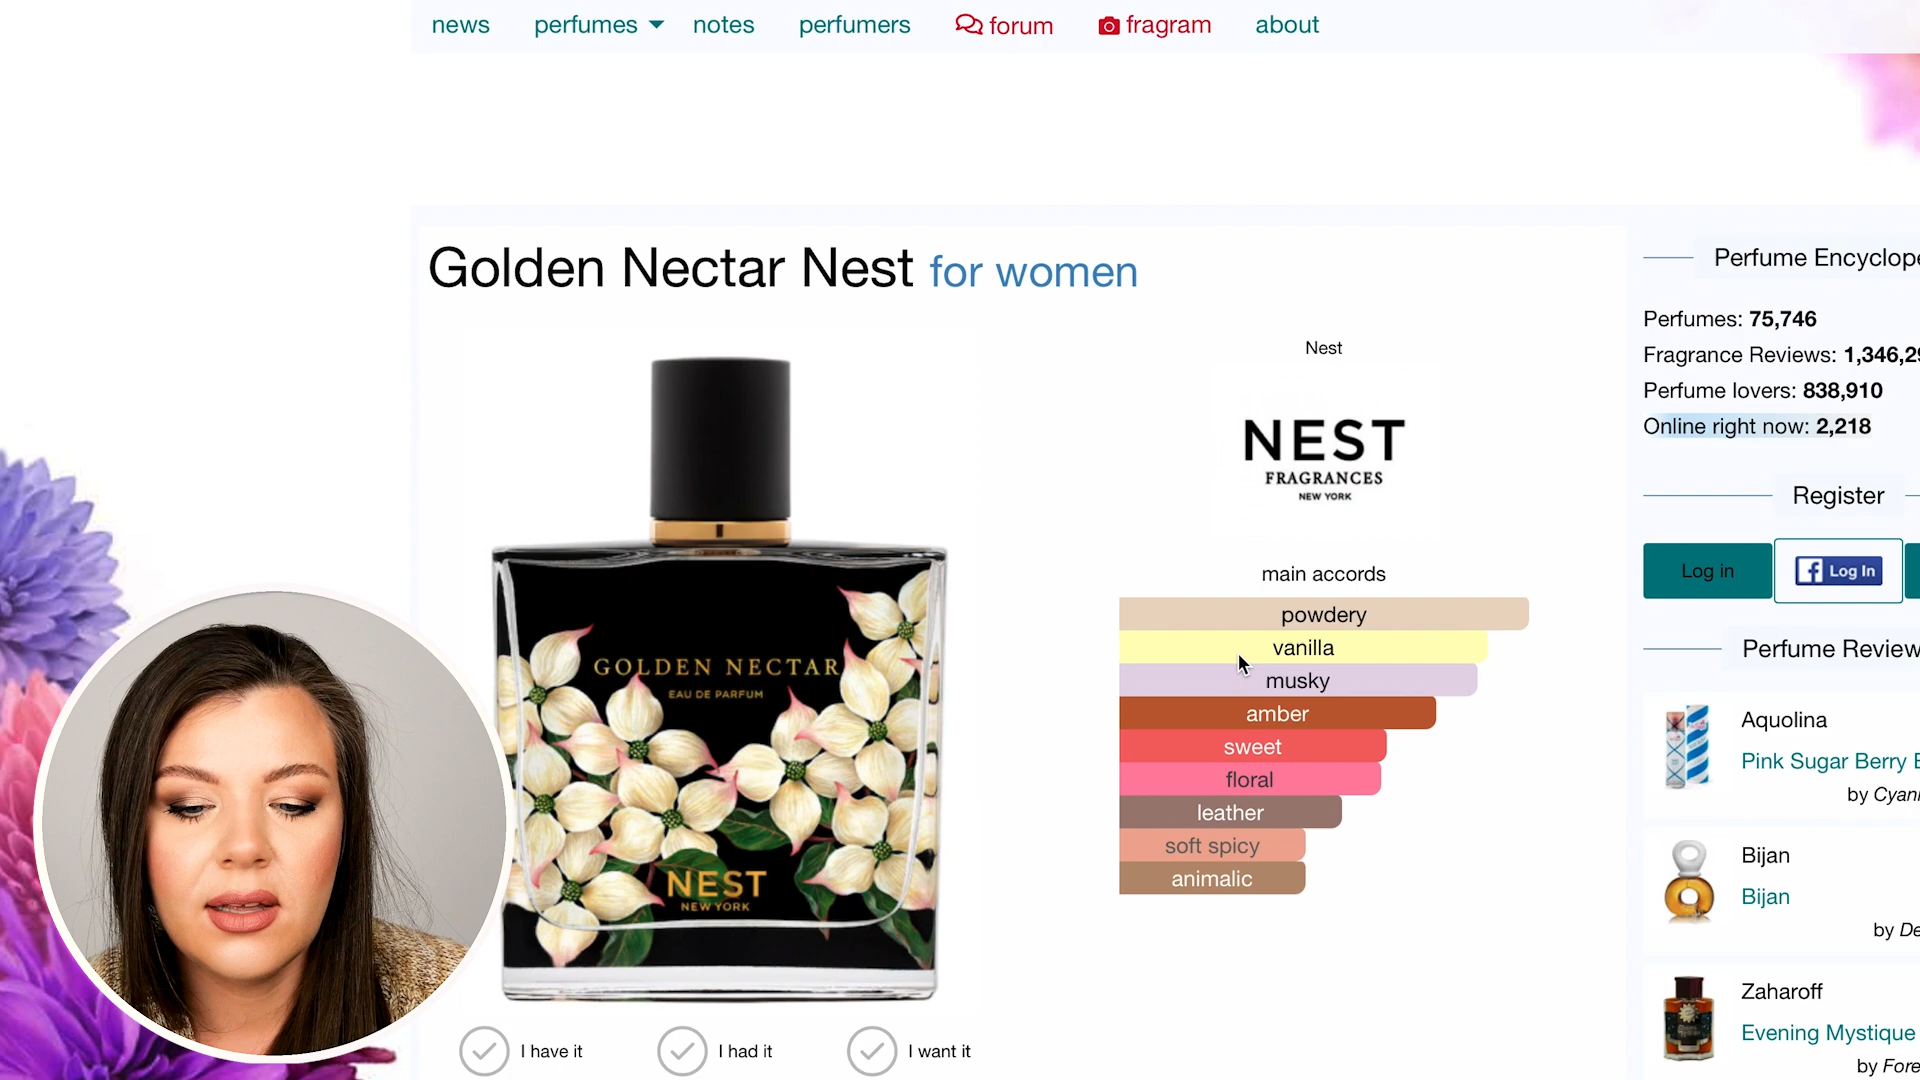 news perfumes notes perfumers forum fragram about
Golden Nectar Nest for women
Nest
NEST
FRAGRANCES
NEW YORK
main accords
powdery
vanilla
musky
amber
sweet
floral
leather
soft spicy
animalic
GOLDEN NECTAR
EAU DE PARFUM
NEST
NEW YORK
I have it I had it I want it
Perfume Encyclope
Perfumes: 75,746
Fragrance Reviews: 1,346,29
Perfume lovers: 838,910
Online right now: 2,218
Register
Log in
Log In
Perfume Review
Aquolina
Pink Sugar Berry
by Cyan
Bijan
Bijan
by De
Zaharoff
Evening Mystique
by Fore